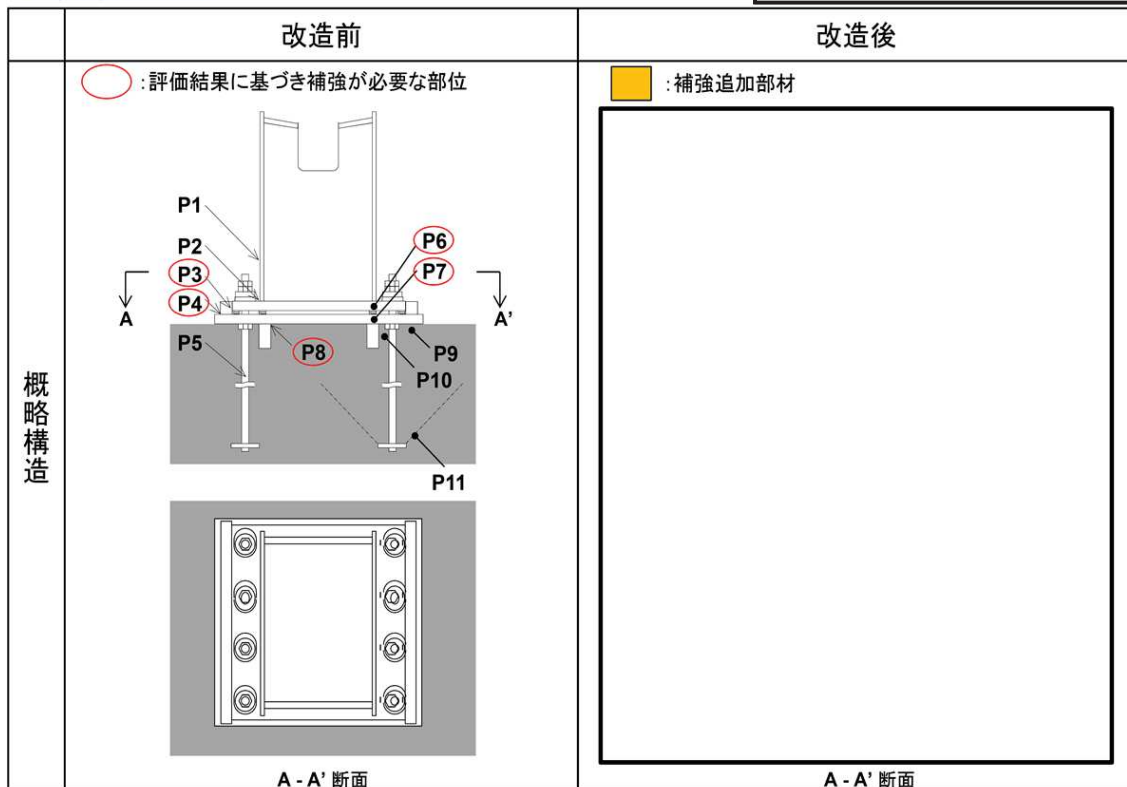 改造前
改造後
:評価結果に基づき補強が必要な部位
:補強追加部材
概略構造
P1
P2
P6
P3
P7
P4
A
A'
P5
P8
P9
P10
P11
A - A' 断面
A - A' 断面